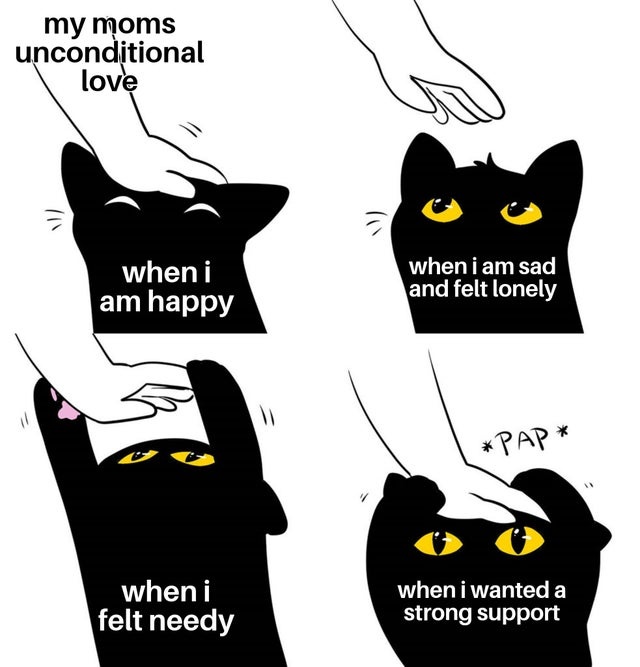 my moms
unconditional
love
when i
am happy
when i am sad
and felt lonely
when i
felt needy
*PAP*
when i wanted a
strong support